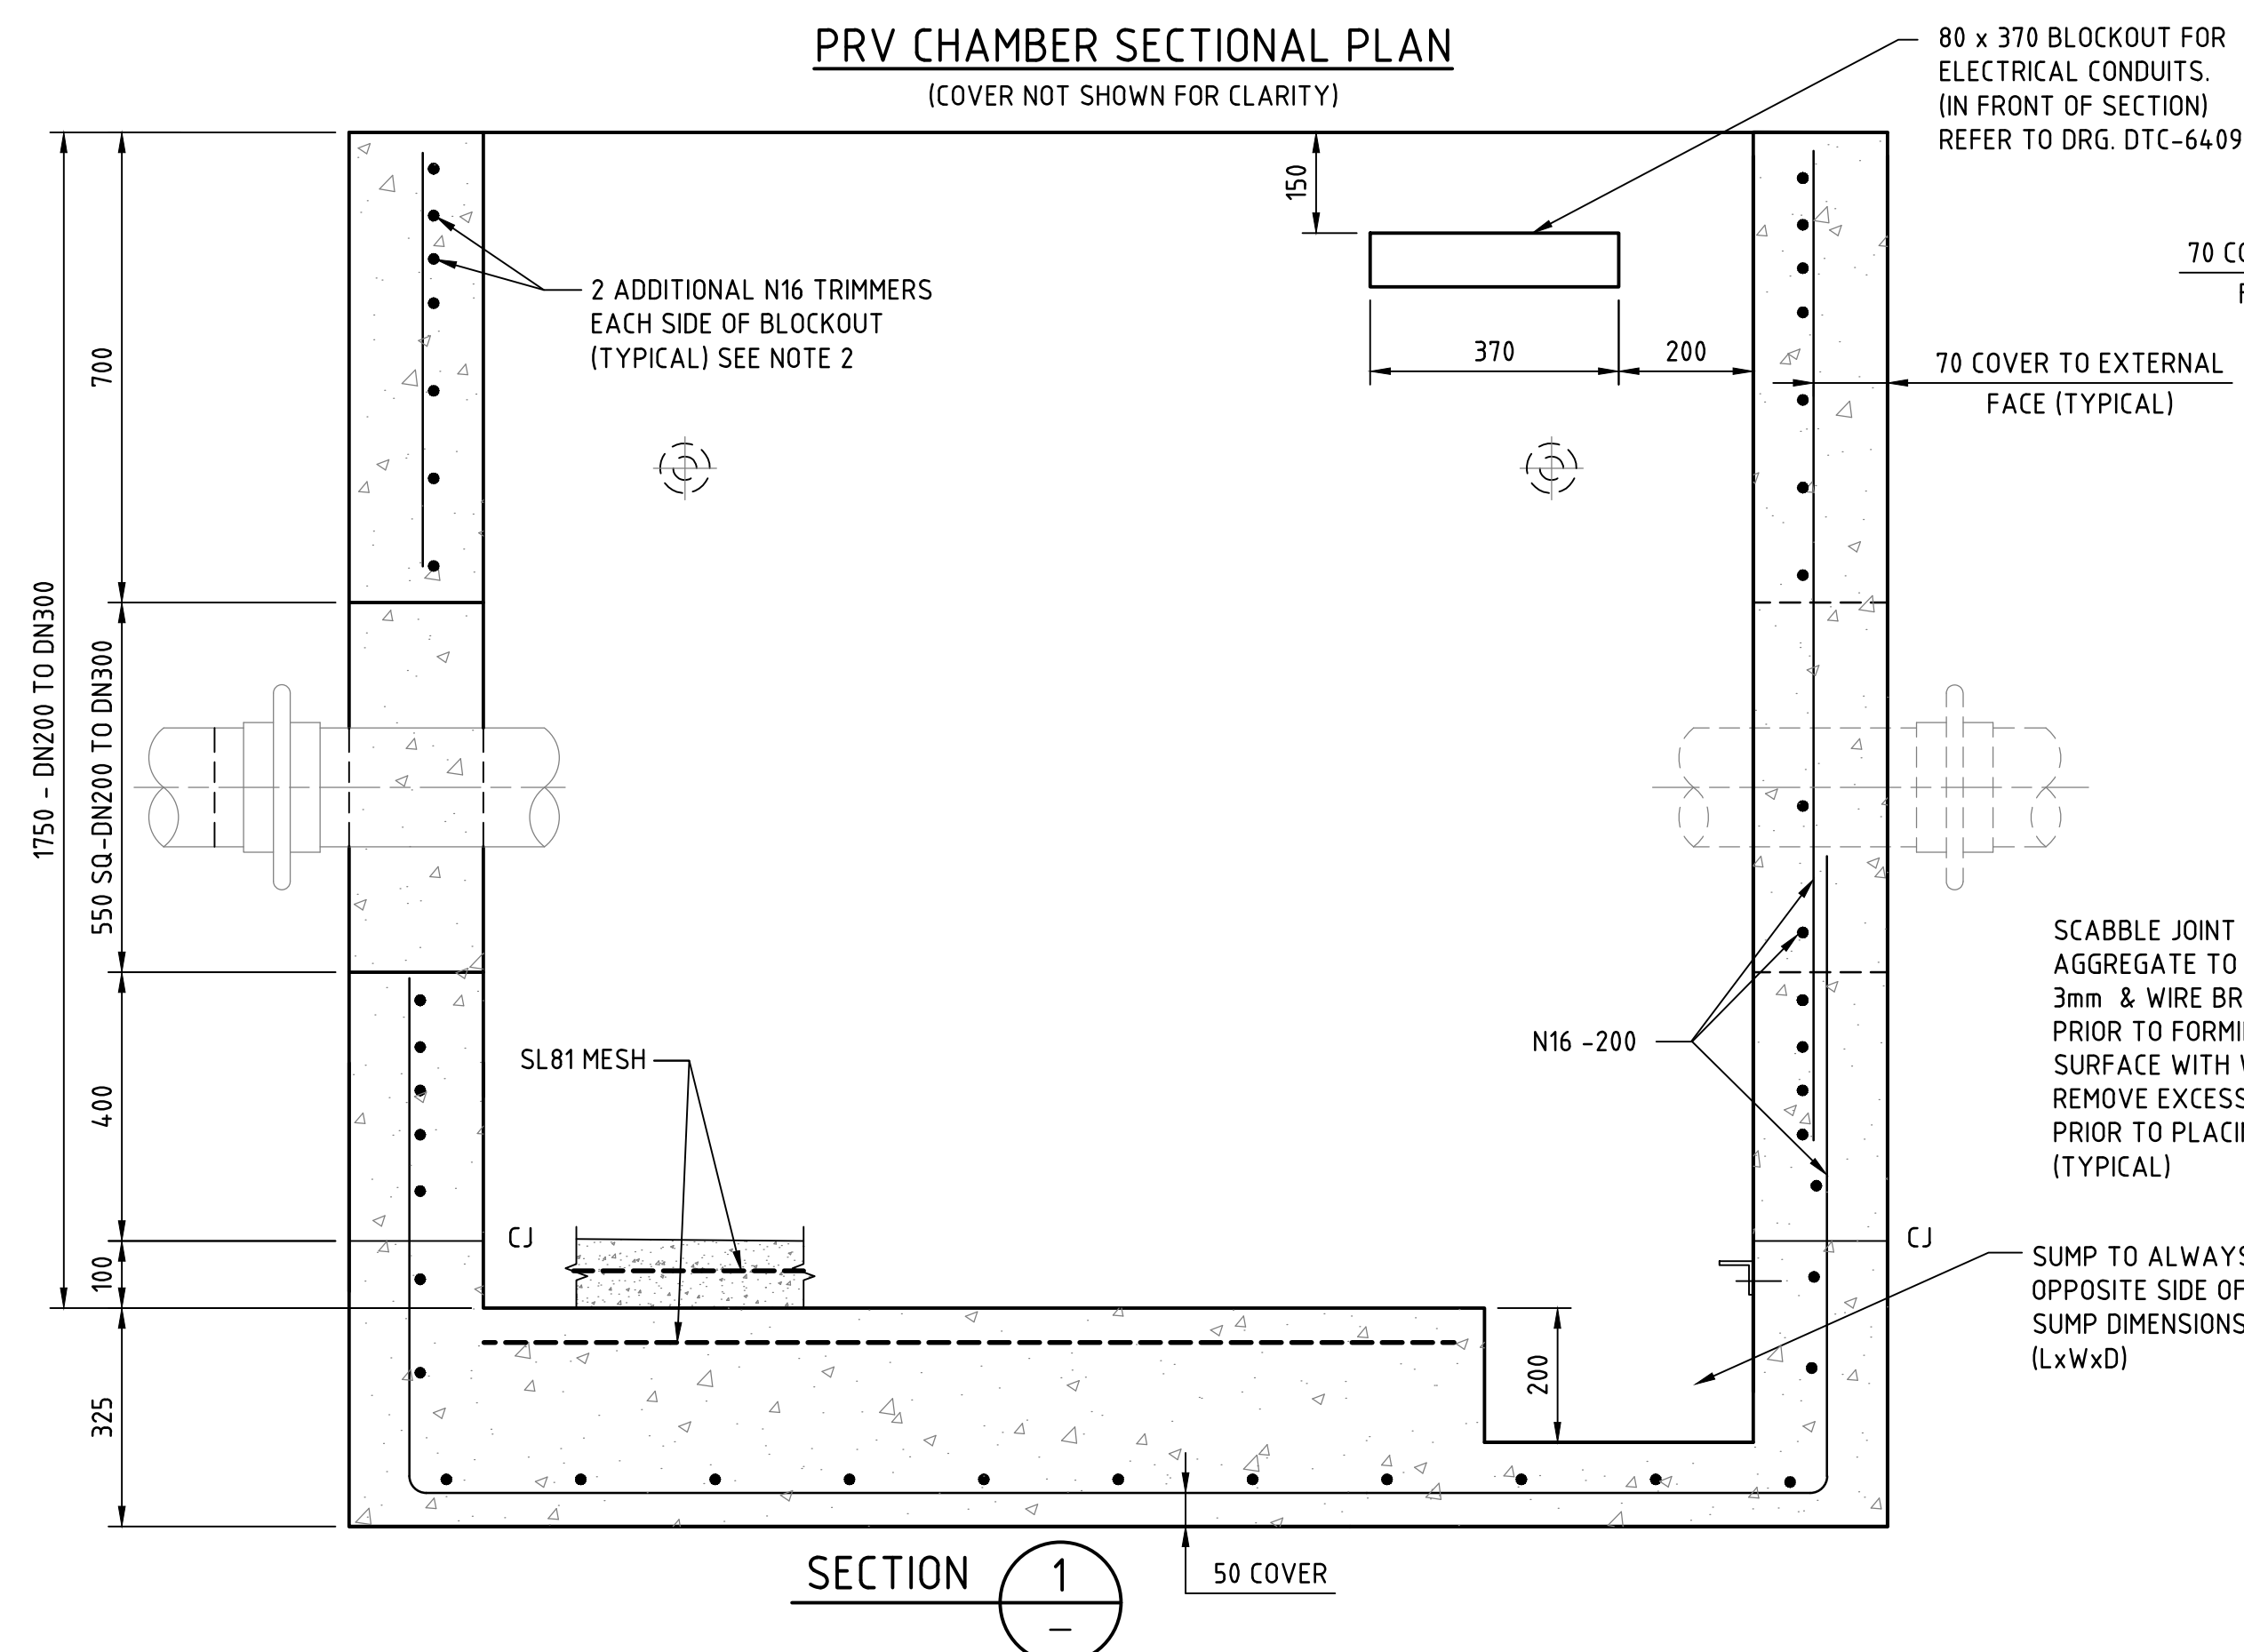 PRV CHAMBER SECTIONAL PLAN
(COVER NOT SHOWN FOR CLARITY)
80 x 370 BLOCKOUT FOR
ELECTRICAL CONDUITS.
(IN FRONT OF SECTION)
REFER TO DRG. DTC-6409
150
70
2 ADDITIONAL N16 TRIMMERS
EACH SIDE OF BLOCKOUT
(TYPICAL) SEE NOTE 2
370
200
70 COVER TO EXTERNAL
FACE (TYPICAL)
700
1750 - DN200 TO DN300
550 SQ-DN200 TO DN300
400
100
325
SCABBLE JOINT
AGGREGATE TO
3mm & WIRE
PRIOR TO
SURFACE WITH
REMOVE EXCESS
PRIOR TO
(TYPICAL)
N16 -200
SL81 MESH
CJ
CJ
SUMP TO ALWAYS
OPPOSITE SIDE OF
SUMP DIMENSIONS
(LxWxD)
200
50 COVER
SECTION
1
-